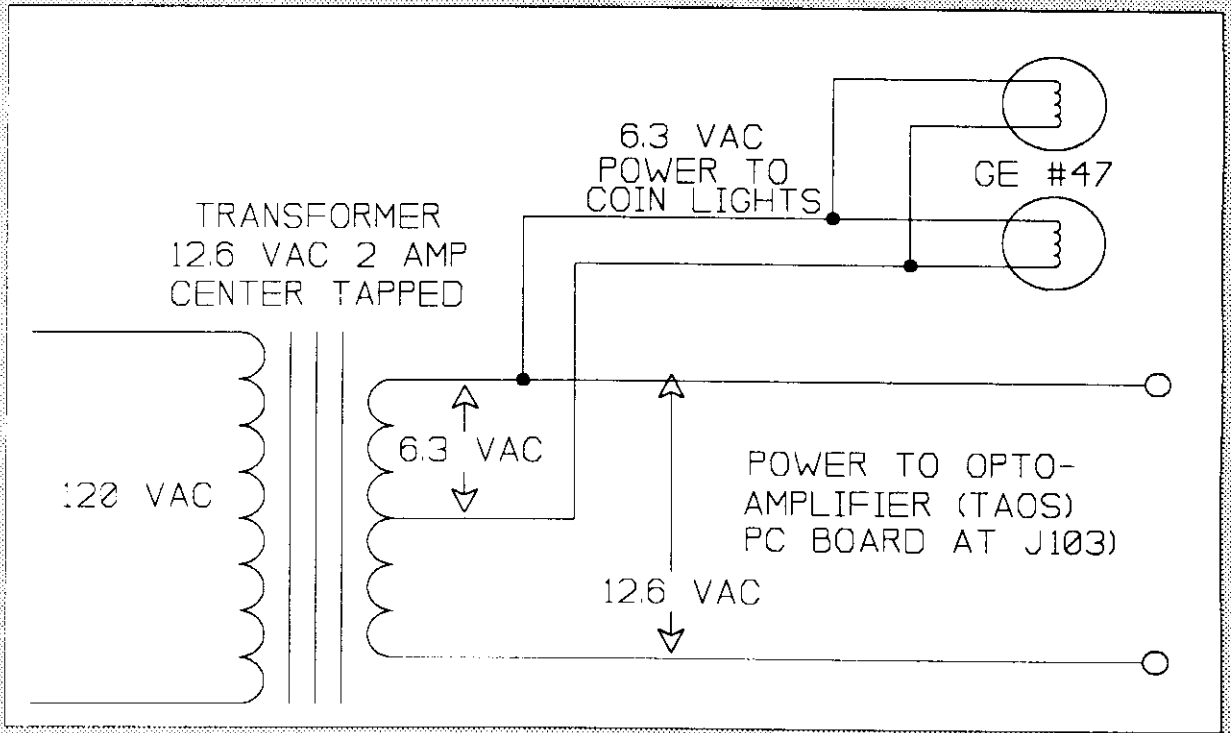 6.3 VAC
POWER TO
COIN LIGHTS
GE #47
TRANSFORMER
12.6 VAC 2 AMP
CENTER TAPPED
120 VAC
6.3 VAC
12.6 VAC
POWER TO OPTO-
AMPLIFIER (TAOS)
PC BOARD AT J103)